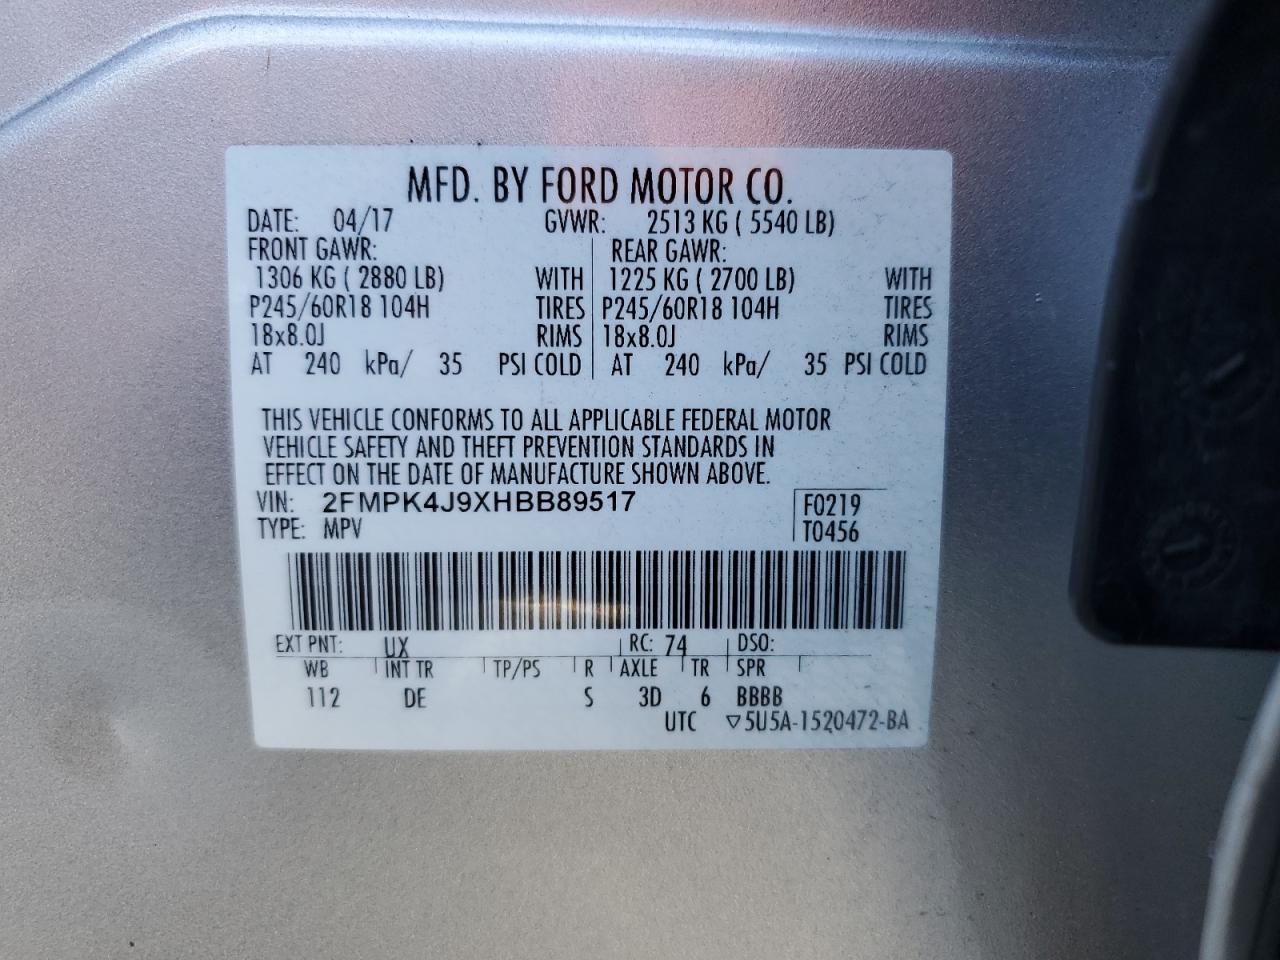 MFD. BY FORD MOTOR CO.
DATE: 04/17 GVWR: 2513 KG ( 5540 LB)
FRONT GAWR: REAR GAWR:
1306 KG ( 2880 LB) WITH 1225 KG ( 2700 LB) WITH
P245/60R18 104H TIRES P245/60R18 104H TIRES
18x8.0J RIMS 18x8.0J RIMS
AT 240 kPa/ 35 PSI COLD AT 240 kPa/ 35 PSI COLD
THIS VEHICLE CONFORMS TO ALL APPLICABLE FEDERAL MOTOR
VEHICLE SAFETY AND THEFT PREVENTION STANDARDS IN
EFFECT ON THE DATE OF MANUFACTURE SHOWN ABOVE.
VIN: 2FMPK4J9XHBB89517 F0219
TYPE: MPV T0456
EXT PNT: UX RC: 74 DSO:
WB INT TR TP/PS R AXLE TR SPR
112 DE S 3D 6 BBBB
UTC ▽5U5A-1520472-BA
1
1